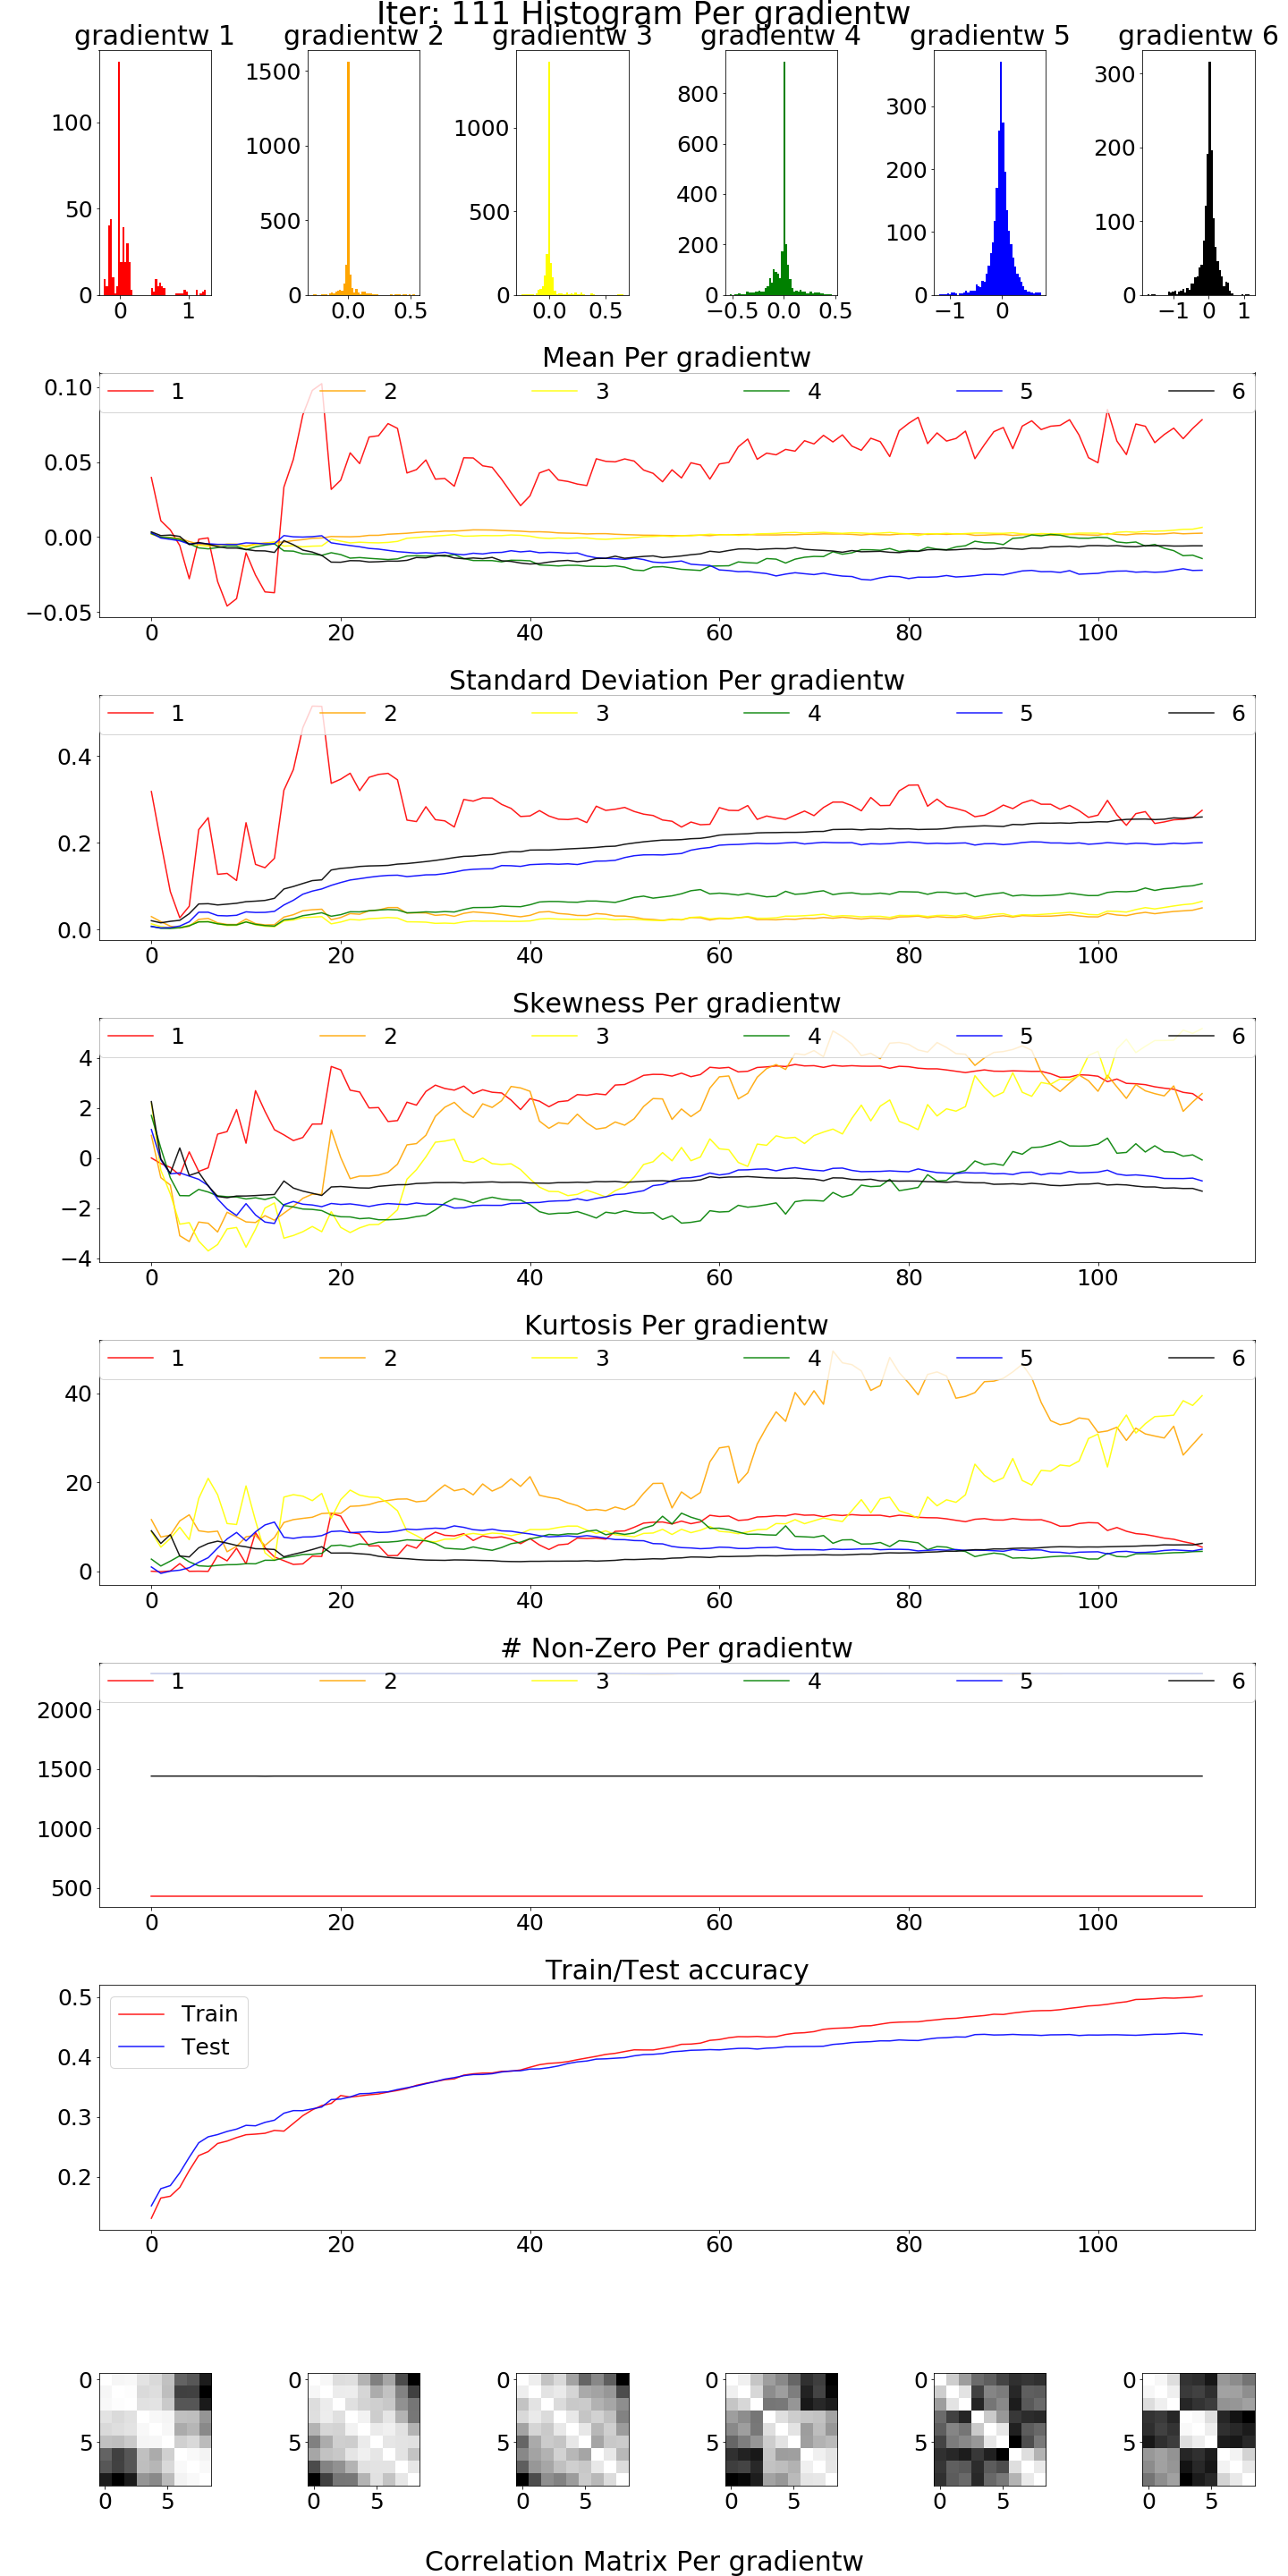 Iter: 111 Histogram Per gradientw
gradientw 1 gradientw 2 gradientw 3 gradientw 4 gradientw 5 gradientw 6
100 50 0
0 1
1500 1000 500 0
0.0 0.5
1000 500 0
0.0 0.5
800 600 400 200 0
−0.5 0.0 0.5
300 200 100 0
−1 0
300 200 100 0
−1 0 1
Mean Per gradientw
1 2 3 4 5 6
0.10
0.05
0.00
−0.05
0 20 40 60 80 100
Standard Deviation Per gradientw
1 2 3 4 5 6
0.4
0.2
0.0
0 20 40 60 80 100
Skewness Per gradientw
1 2 3 4 5 6
4
2
0
−2
−4
0 20 40 60 80 100
Kurtosis Per gradientw
1 2 3 4 5 6
40
20
0
0 20 40 60 80 100
# Non-Zero Per gradientw
1 2 3 4 5 6
2000
1500
1000
500
0 20 40 60 80 100
Train/Test accuracy
Train
Test
0.5
0.4
0.3
0.2
0 20 40 60 80 100
0 0 0 0 0 0
5 5 5 5 5 5
0 5 0 5 0 5 0 5 0 5 0 5
Correlation Matrix Per gradientw